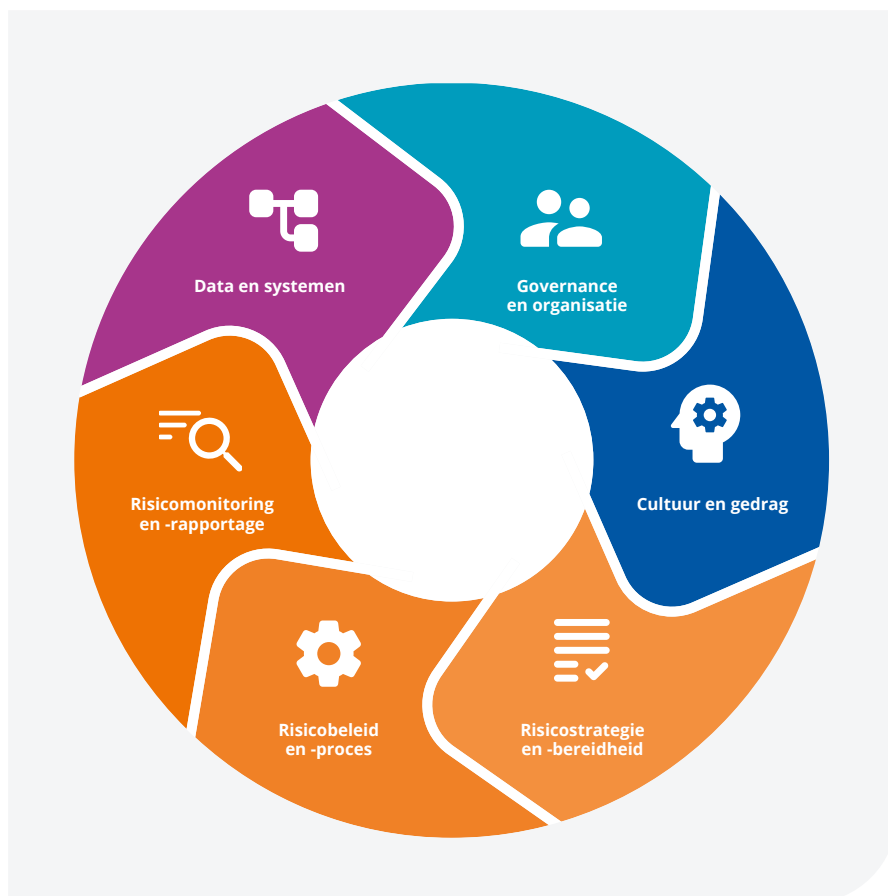 Data en systemen
Governance
en organisatie
Cultuur en gedrag
Risicomonitoring
en -rapportage
Risicobeleid
en -proces
Risicostrategie
en -bereidheid